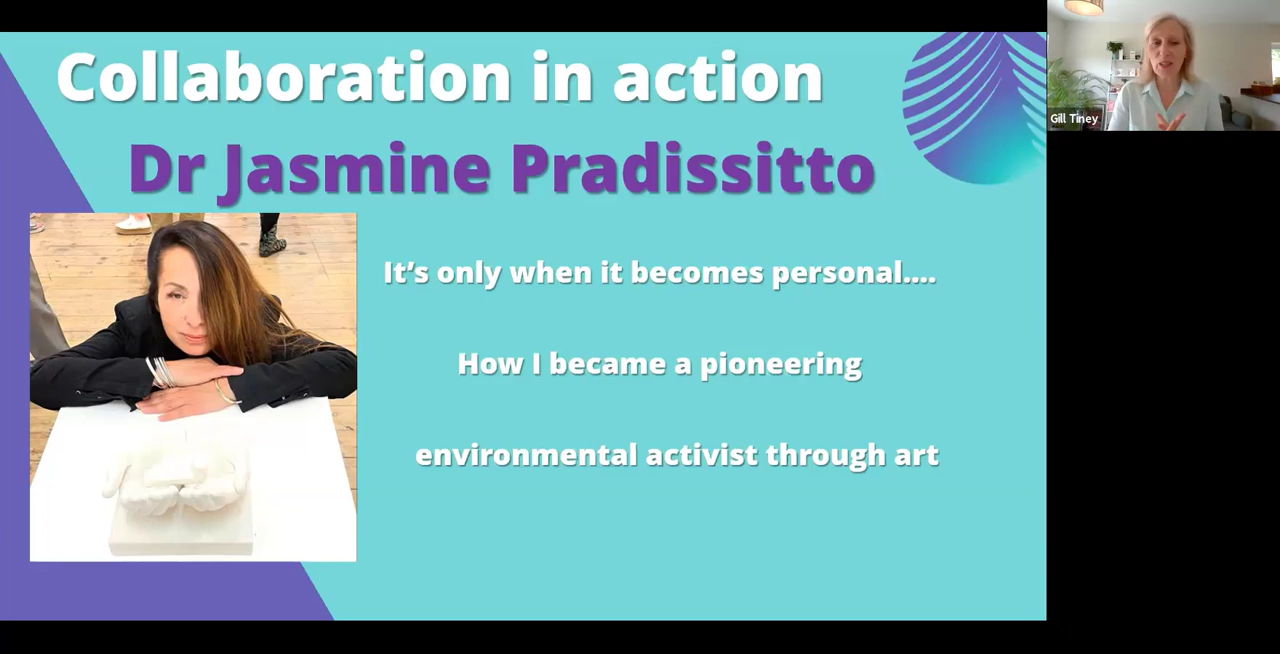 Collaboration in action
Dr Jasmine Pradissitto
It’s only when it becomes personal....
How I became a pioneering
environmental activist through art
Gill Tiney